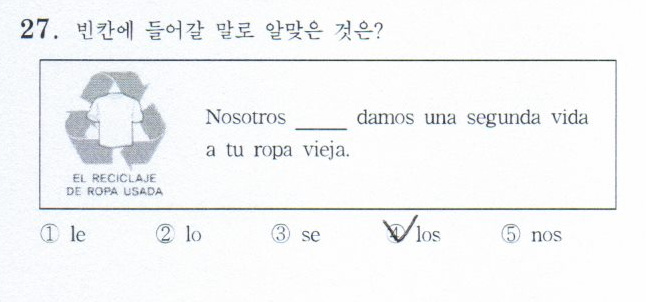 27. 빈칸에 들어갈 말로 알맞은 것은?
Nosotros ____ damos una segunda vida
a tu ropa vieja.
EL RECICLAJE
DE ROPA USADA
① le ② lo ③ se ④ los ⑤ nos